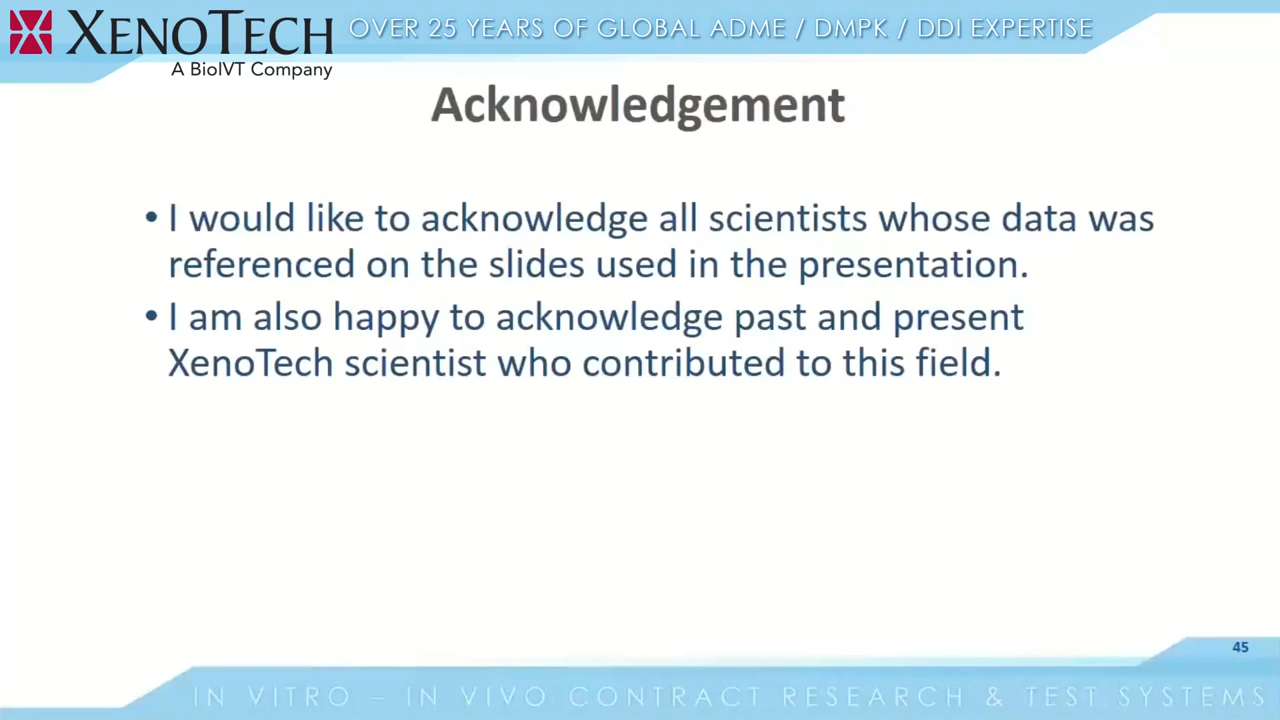 XENOTECH OVER 25 YEARS OF GLOBAL ADME / DMPK / DDI EXPERTISE
A BioIVT Company
Acknowledgement
• I would like to acknowledge all scientists whose data was
referenced on the slides used in the presentation.
• I am also happy to acknowledge past and present
XenoTech scientist who contributed to this field.
45
IN VITRO – IN VIVO CONTRACT RESEARCH & TEST SYSTEMS